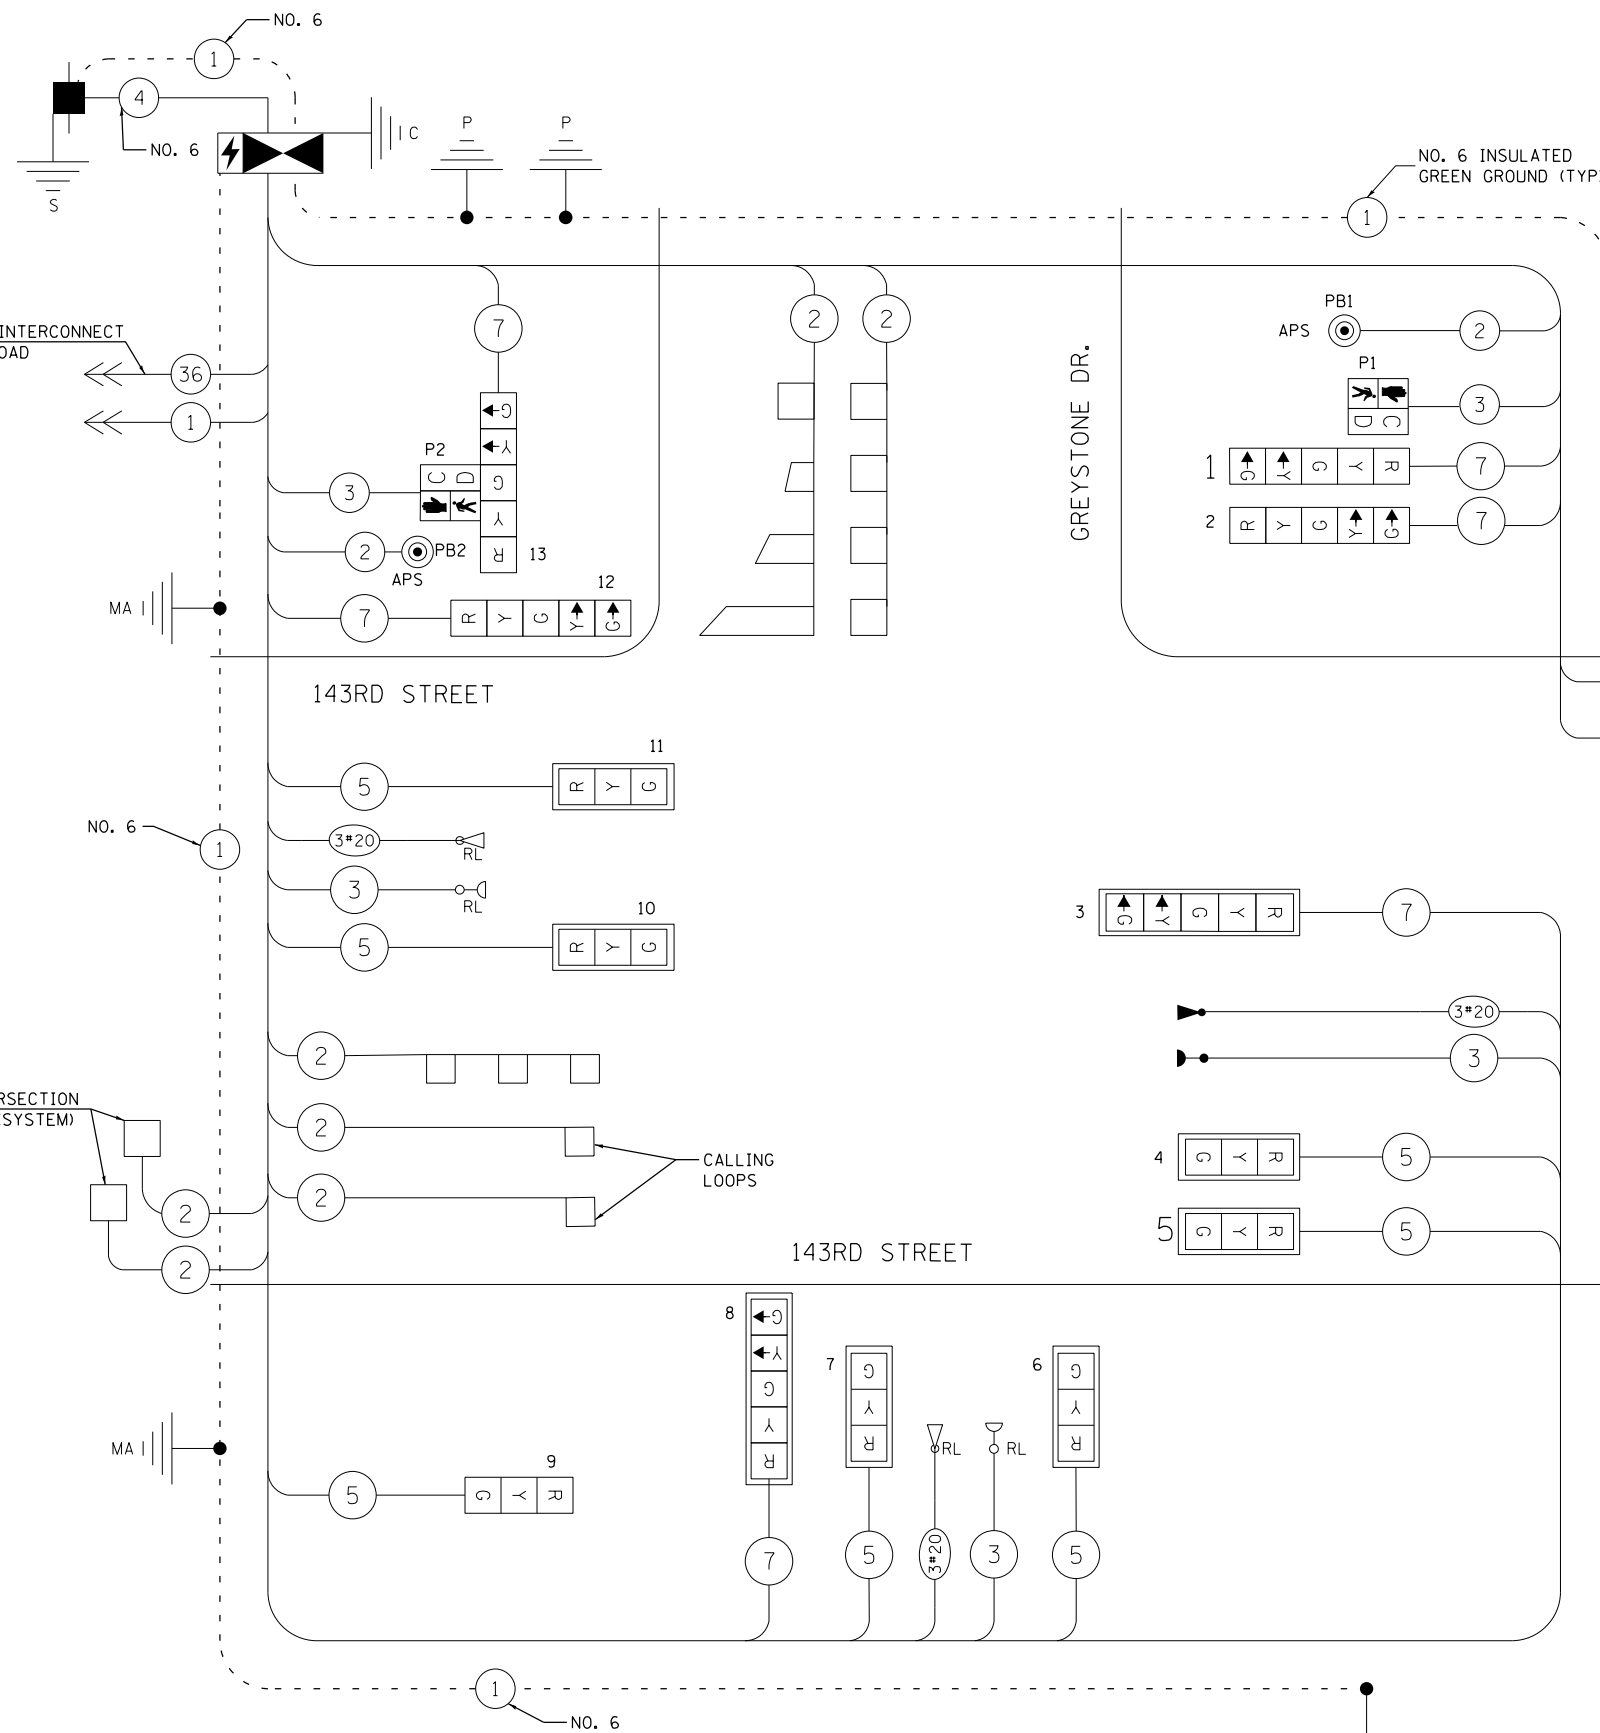 NO. 6
1
4
NO. 6
C
P
P
S
NO. 6 INSULATED
GREEN GROUND (TYP
1
INTERCONNECT
OAD
36
1
7
2
2
PB1
APS
2
P1
D C
3
GREYSTONE DR.
1
G Y G Y R
7
2
R Y G Y G
7
G
Y
G
Y
R
13
P2
C D
3
2
PB2
APS
MA
12
7
R Y G Y G
143RD STREET
11
5
R Y G
3#20
RL
3
RL
10
5
R Y G
NO. 6
1
3
G Y G Y R
7
3#20
3
2
2
2
CALLING
LOOPS
RSECTION
SYSTEM)
2
2
4
G Y R
5
5
G Y R
5
143RD STREET
8
G
Y
G
Y
R
7
7
G
Y
R
5
RL
3#20
RL
3
6
G
Y
R
5
MA
9
5
G Y R
1
NO. 6